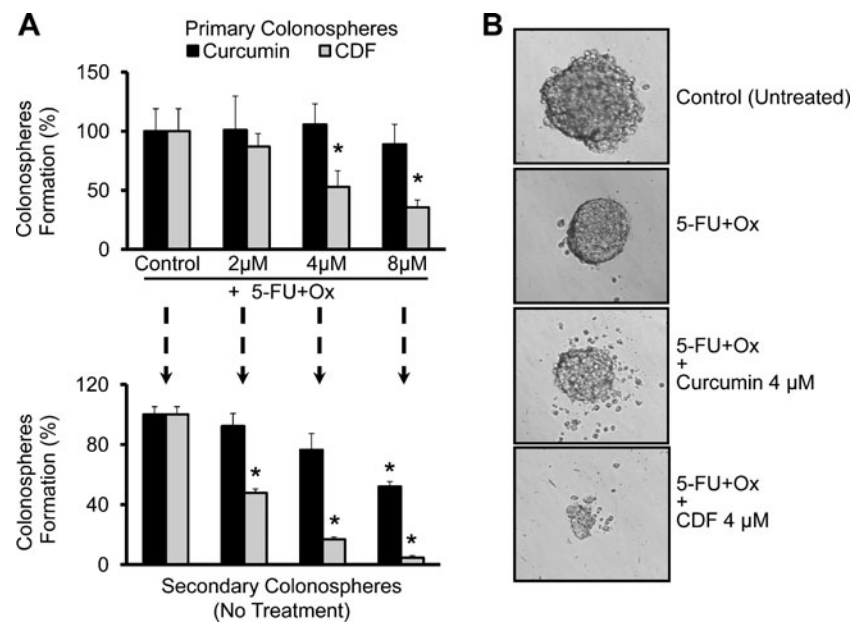 A
Primary Colonospheres
Curcumin CDF
Colonospheres
Formation (%)
150
100
50
0
*
*
Control 2µM 4µM 8µM
+ 5-FU+Ox
Colonospheres
Formation (%)
120
80
40
0
*
*
*
*
Secondary Colonospheres
(No Treatment)
B
Control (Untreated)
5-FU+Ox
5-FU+Ox
+
Curcumin 4 µM
5-FU+Ox
+
CDF 4 µM